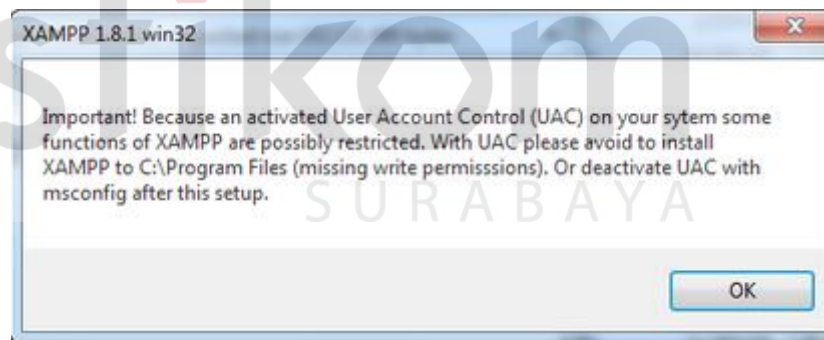 XAMPP 1.8.1 win32
stikom
Important! Because an activated User Account Control (UAC) on your sytem some
functions of XAMPP are possibly restricted. With UAC please avoid to install
XAMPP to C:\Program Files (missing write permisssions). Or deactivate UAC with
msconfig after this setup.
SURABAYA
OK